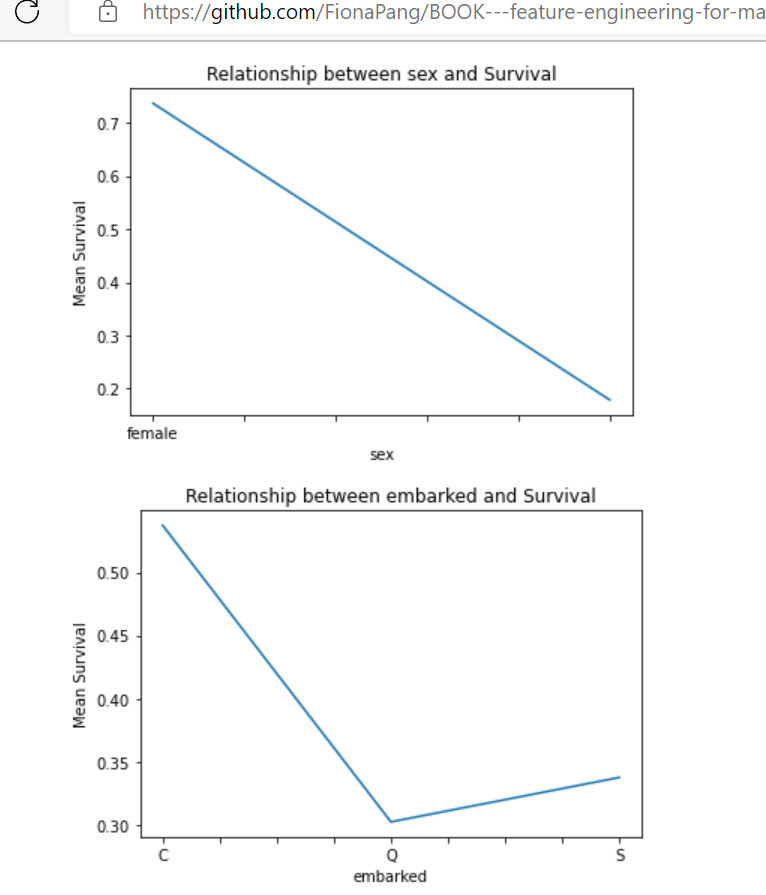 https://github.com/FionaPang/BOOK---feature-engineering-for-ma
Relationship between sex and Survival
Mean Survival
0.7
0.6
0.5
0.4
0.3
0.2
female
sex
Relationship between embarked and Survival
Mean Survival
0.50
0.45
0.40
0.35
0.30
C Q S
embarked